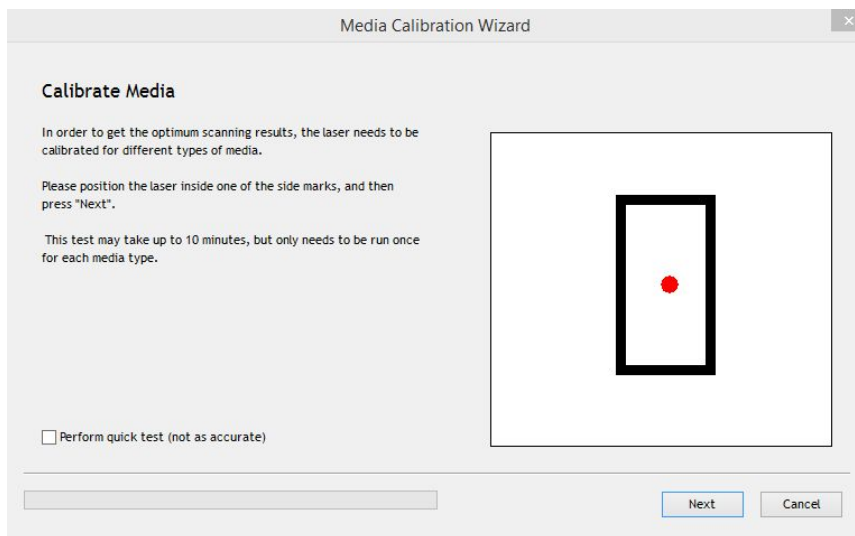 Media Calibration Wizard
Calibrate Media
In order to get the optimum scanning results, the laser needs to be
calibrated for different types of media.
Please position the laser inside one of the side marks, and then
press "Next".
This test may take up to 10 minutes, but only needs to be run once
for each media type.
Perform quick test (not as accurate)
Next
Cancel